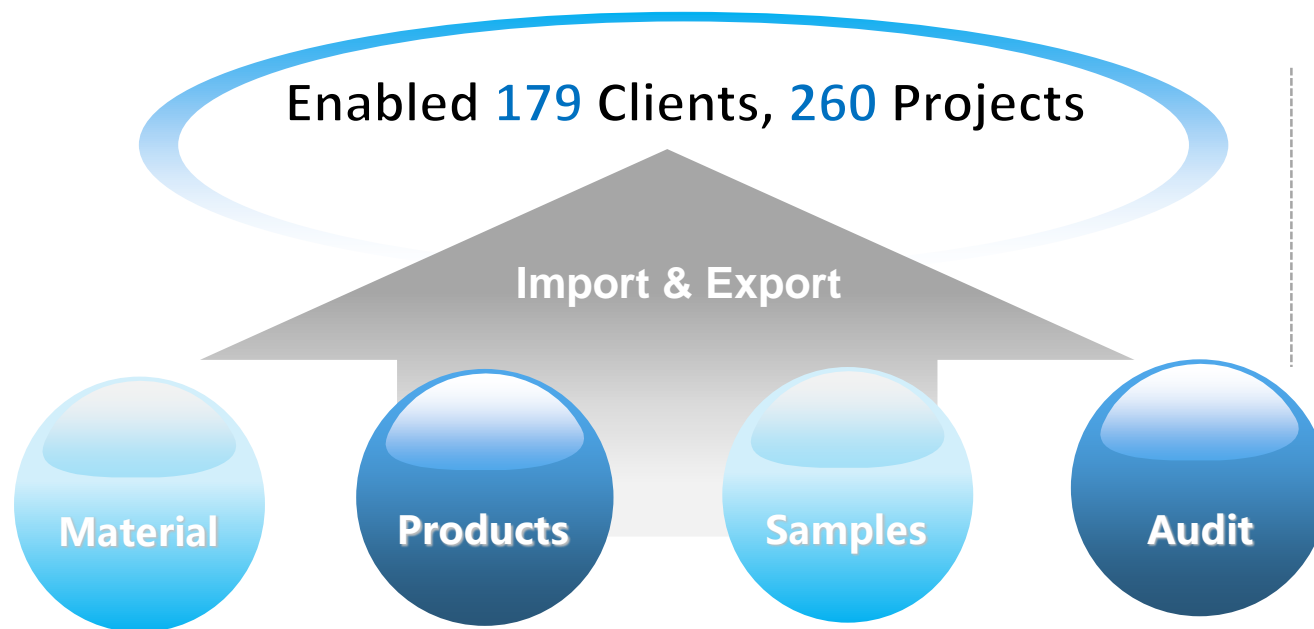 Enabled 179 Clients, 260 Projects
Import & Export
Material
Products
Samples
Audit